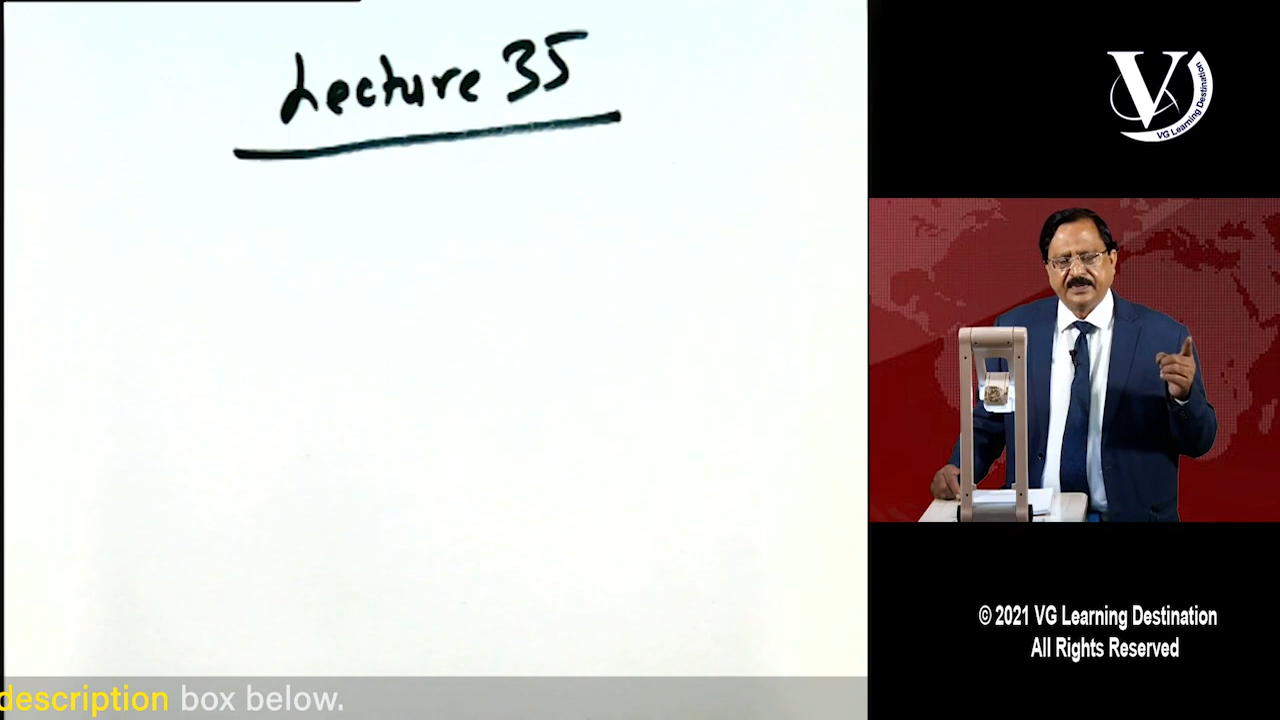 Lecture 35
V
VG Learning Destination
© 2021 VG Learning Destination
All Rights Reserved
description box below.